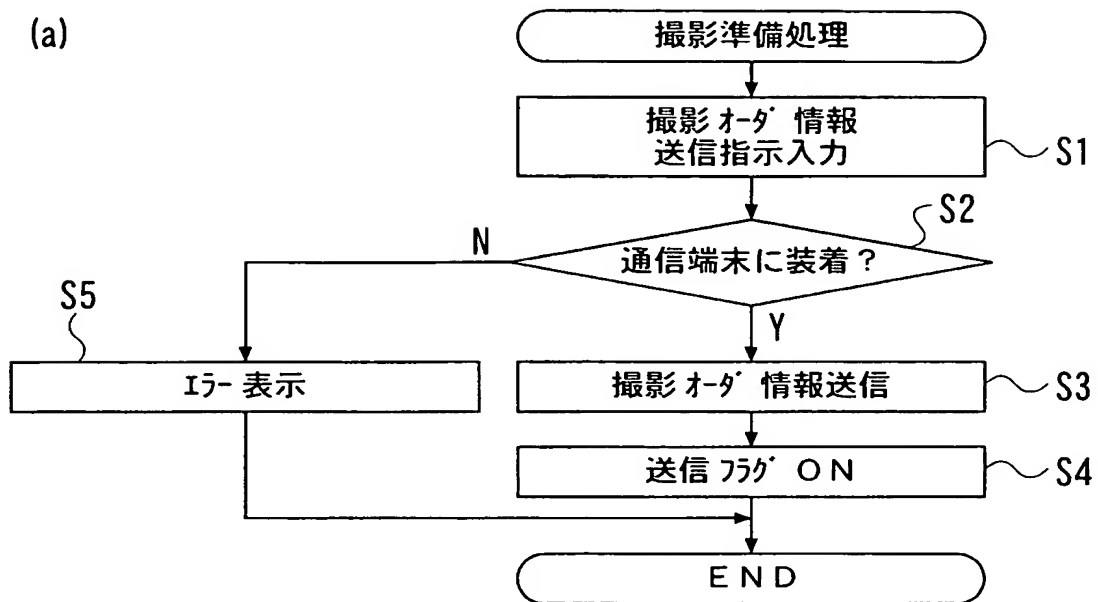 (a)
撮影準備処理
撮影 ｵｰﾀﾞ 情報
送信指示入力
S1
S2
通信端末に装着？
N
Y
S5
ｴﾗｰ 表示
撮影 ｵｰﾀﾞ 情報送信
S3
送信 ﾌﾗｸﾞ ＯＮ
S4
ＥＮＤ